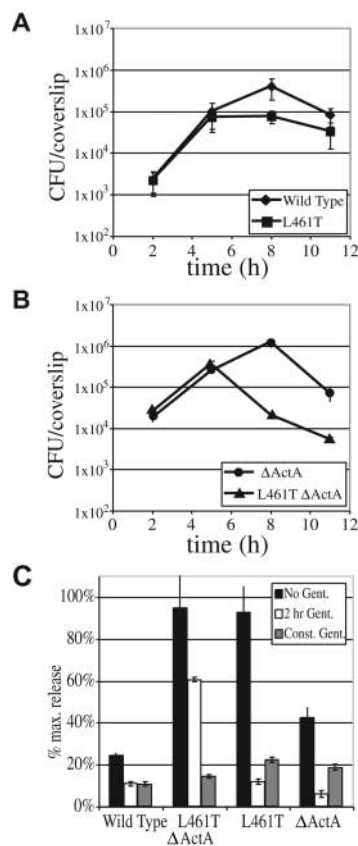 A
CFU/coverslip
1x10⁷
1x10⁶
1x10⁵
1x10⁴
1x10³
1x10²
0 2 4 6 8 10 12
time (h)
Wild Type
L461T
B
CFU/coverslip
1x10⁷
1x10⁶
1x10⁵
1x10⁴
1x10³
1x10²
0 2 4 6 8 10 12
time (h)
ΔActA
L461T ΔActA
C
% max. release
100%
80%
60%
40%
20%
0%
No Gent.
2 hr Gent.
Const. Gent.
Wild Type L461T L461T ΔActA
ΔActA